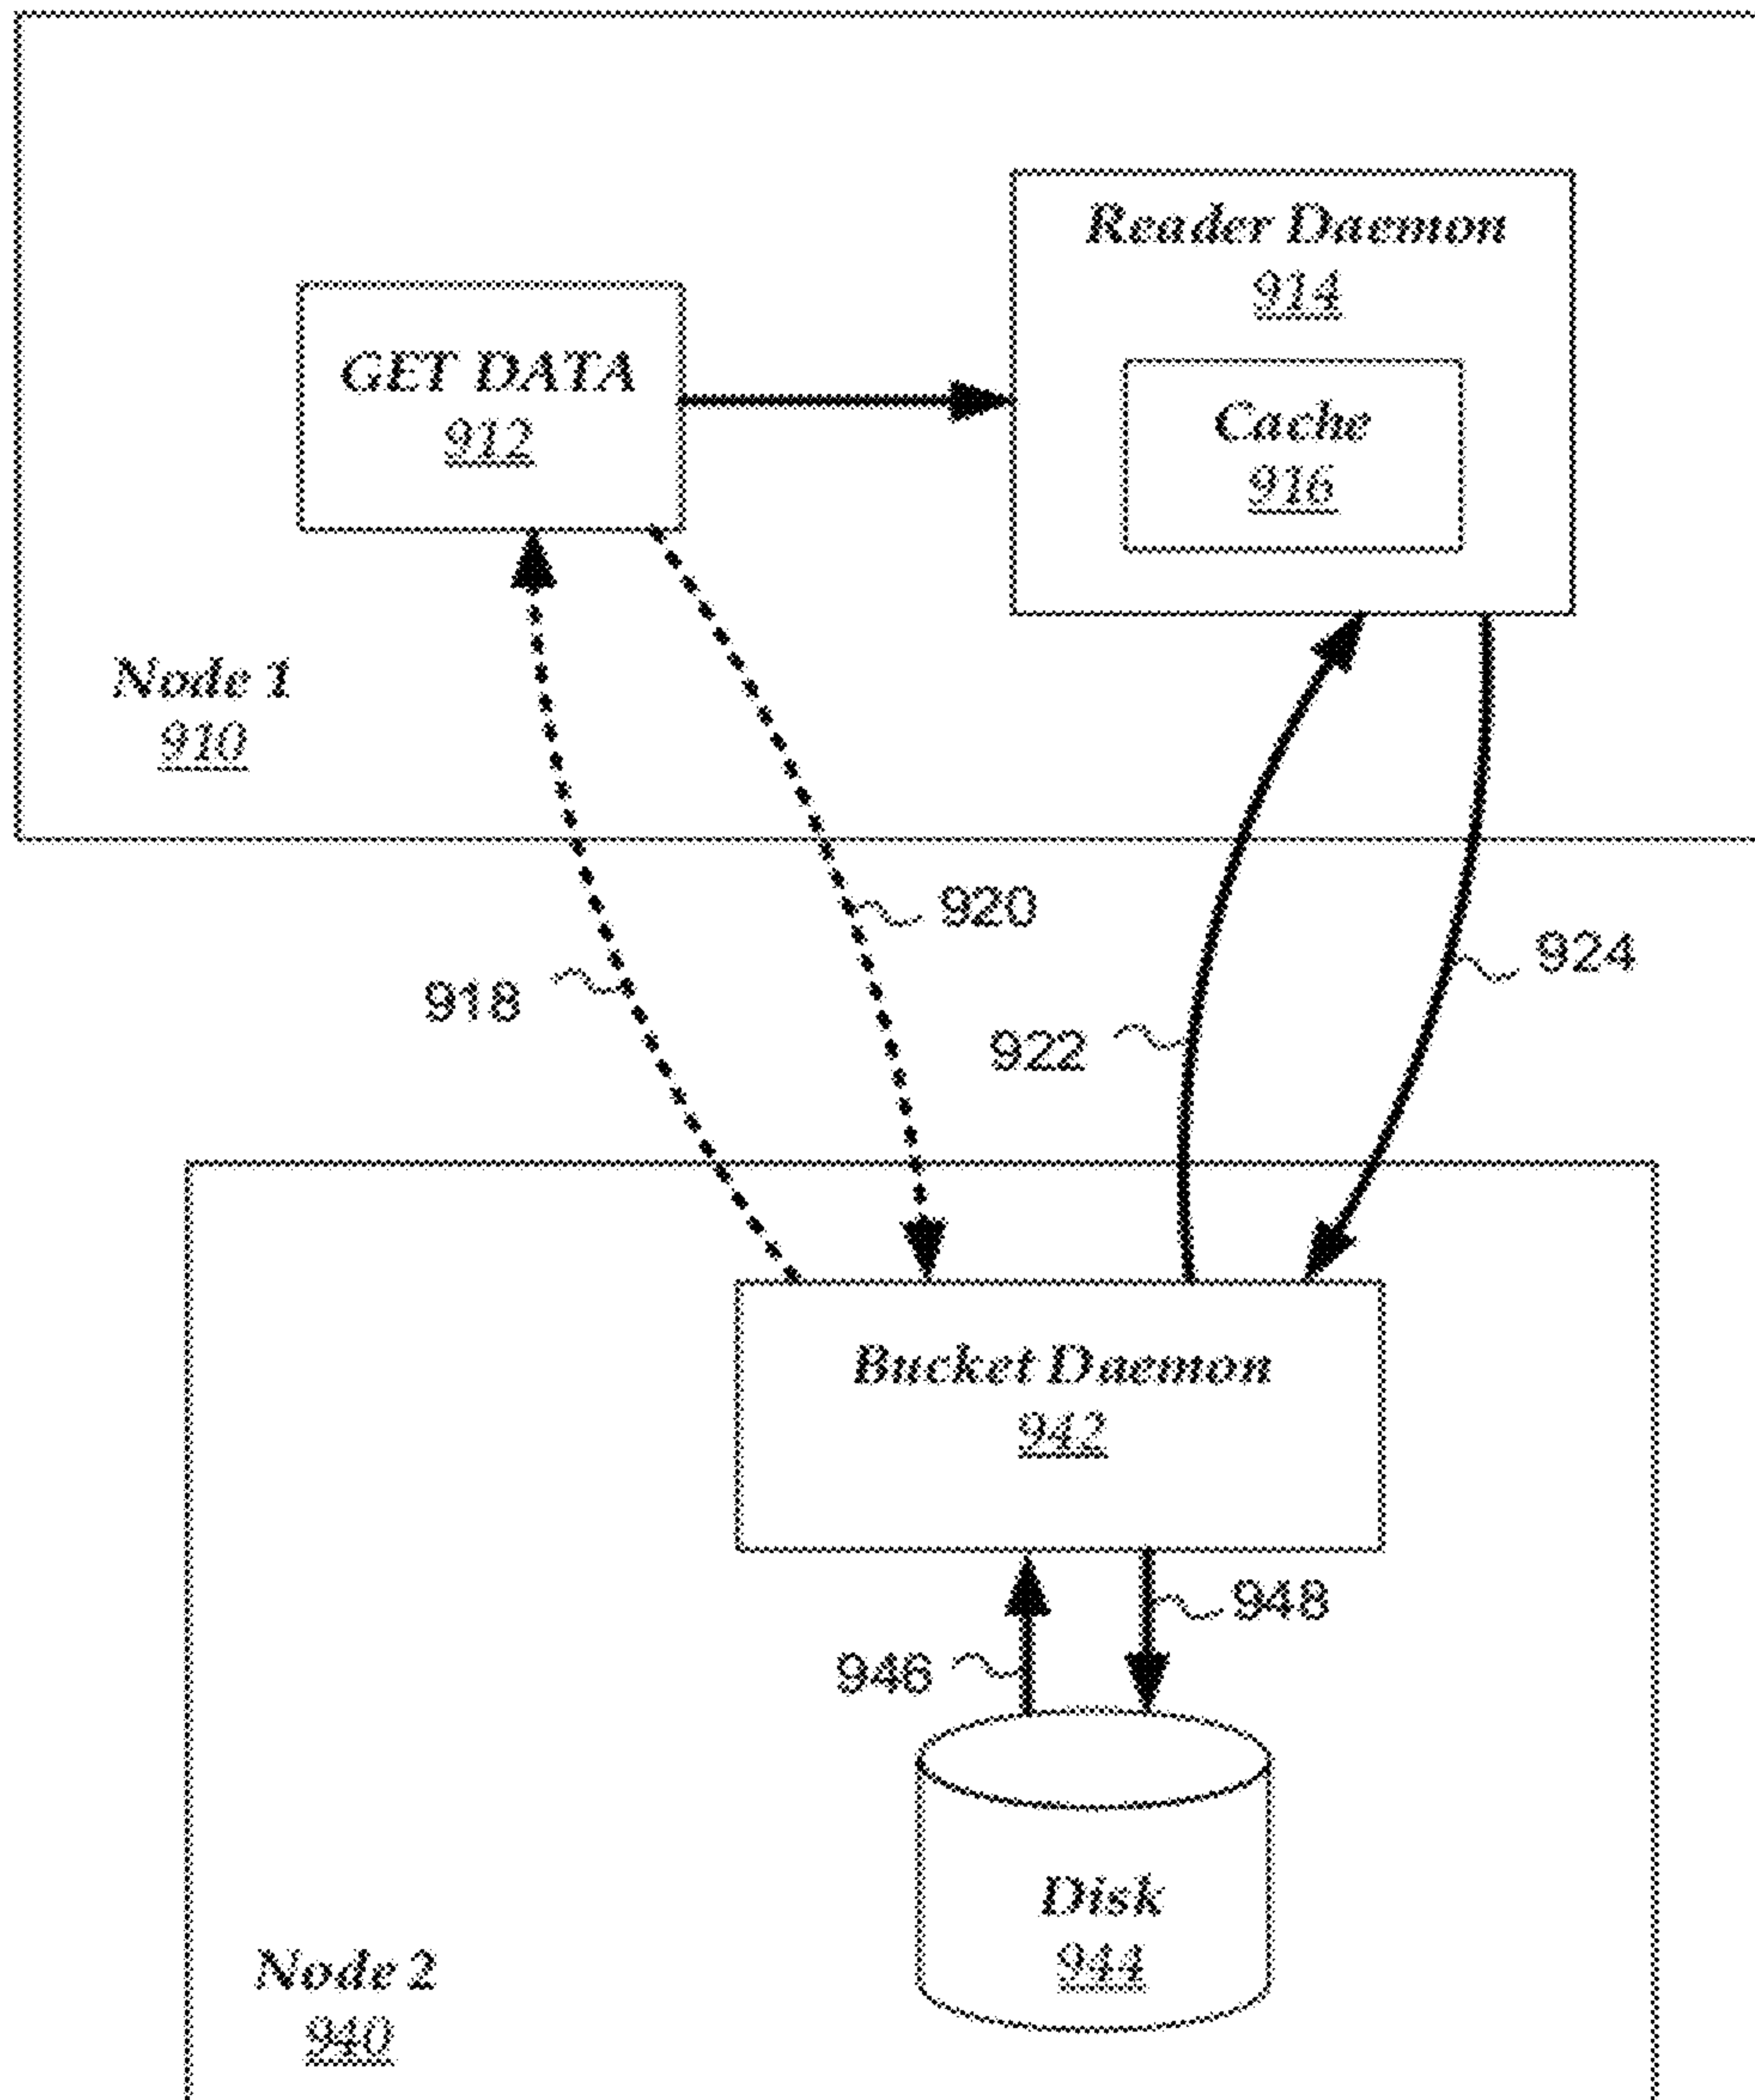 Reader Daemon
914
GET DATA
912
Cache
916
Node 1
910
920
924
918
922
Bucket Daemon
942
948
946
Disk
944
Node 2
940